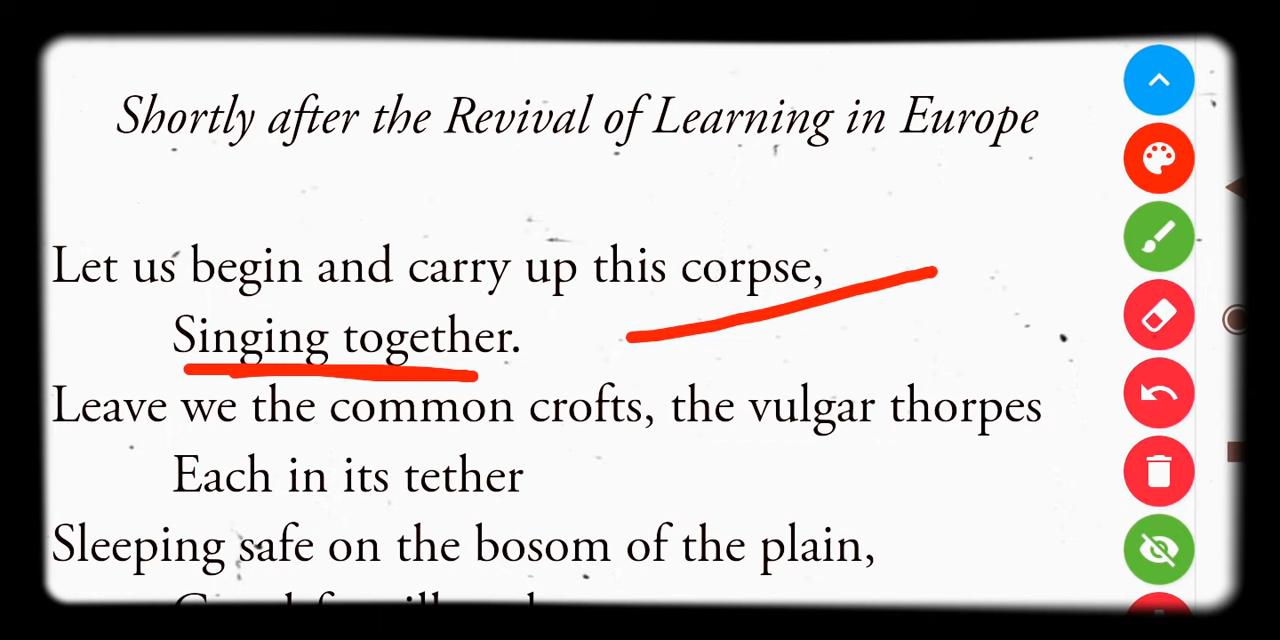 Shortly after the Revival of Learning in Europe
Let us begin and carry up this corpse,
Singing together.
Leave we the common crofts, the vulgar thorpes
Each in its tether
Sleeping safe on the bosom of the plain,